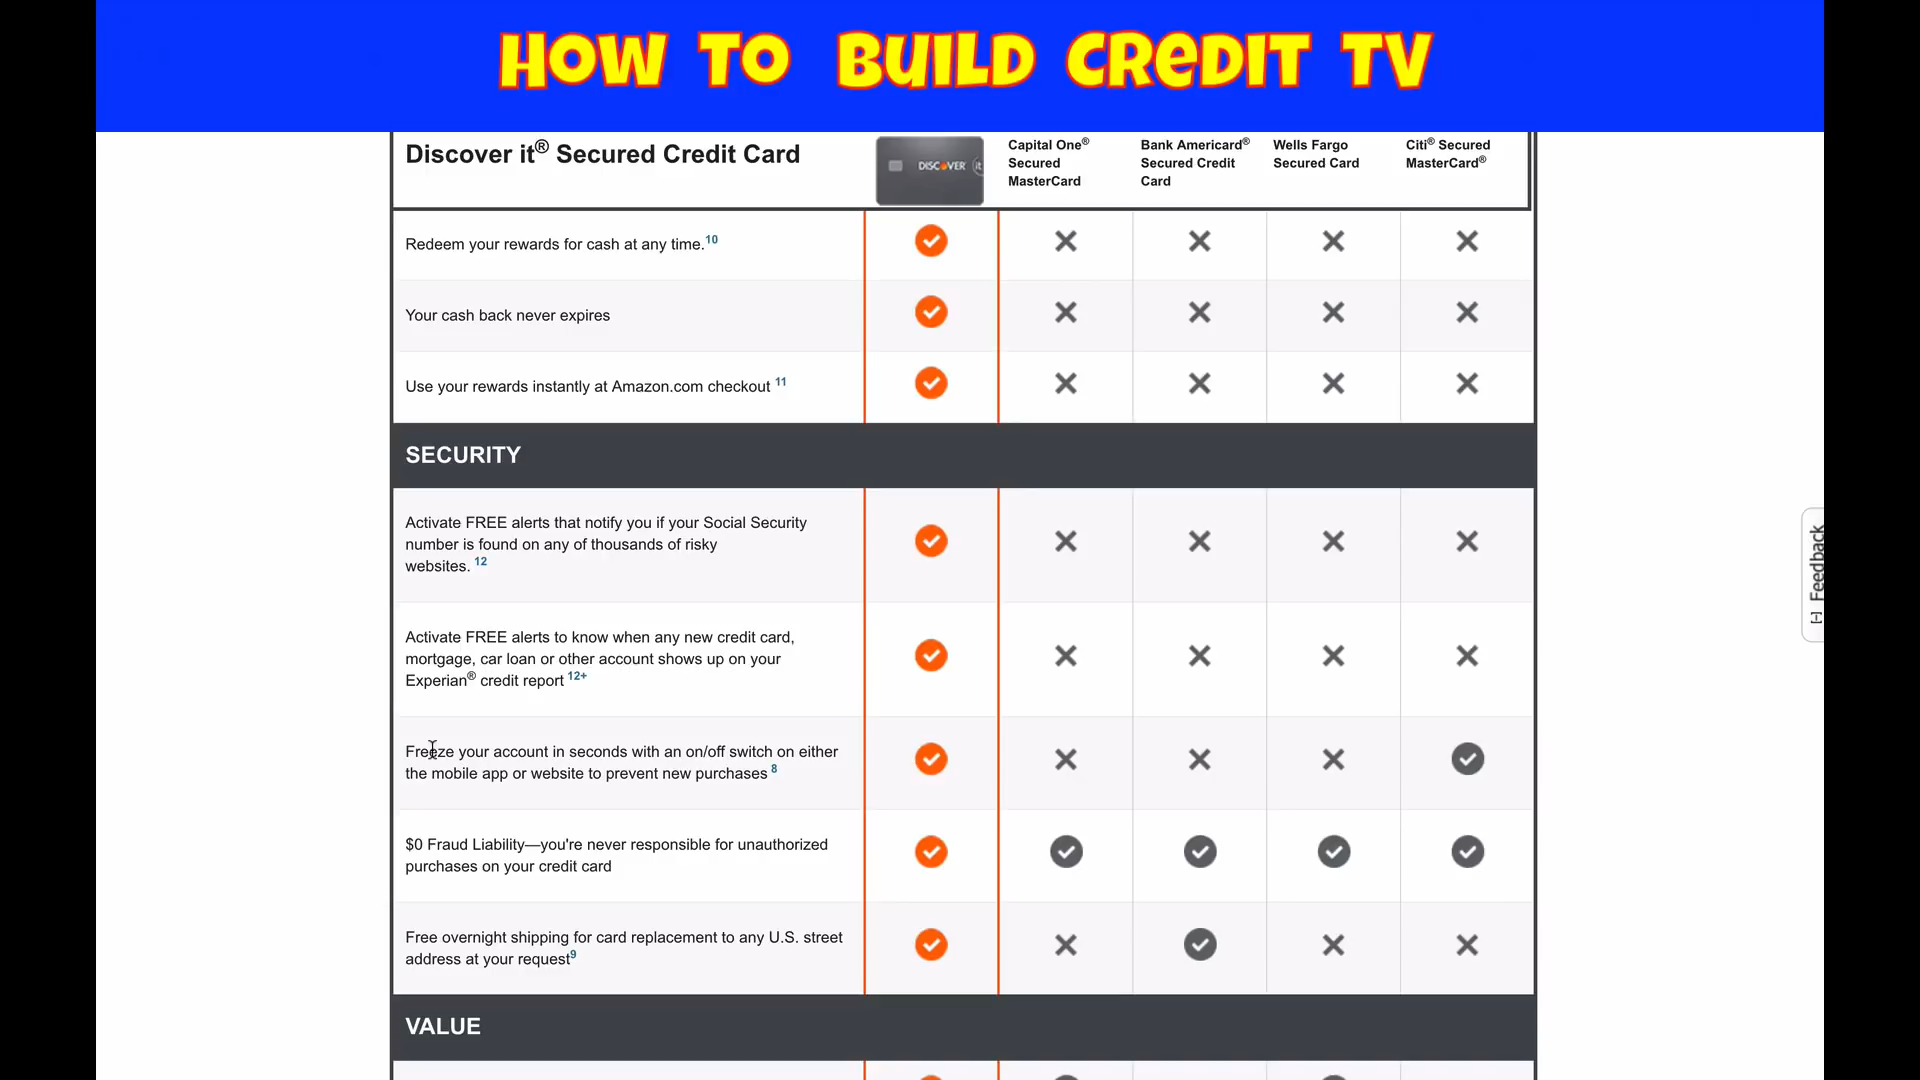 HOW TO BUILD CREDIT TV
Discover it® Secured Credit Card
DISCOVER it
Capital One®
Secured
MasterCard
Bank Americard®
Secured Credit
Card
Wells Fargo
Secured Card
Citi® Secured
MasterCard®
Redeem your rewards for cash at any time.10
Your cash back never expires
Use your rewards instantly at Amazon.com checkout 11
SECURITY
Activate FREE alerts that notify you if your Social Security
number is found on any of thousands of risky
websites. 12
Activate FREE alerts to know when any new credit card,
mortgage, car loan or other account shows up on your
Experian® credit report 12+
Freeze your account in seconds with an on/off switch on either
the mobile app or website to prevent new purchases 8
$0 Fraud Liability—you're never responsible for unauthorized
purchases on your credit card
Free overnight shipping for card replacement to any U.S. street
address at your request9
VALUE
[-] Feedback